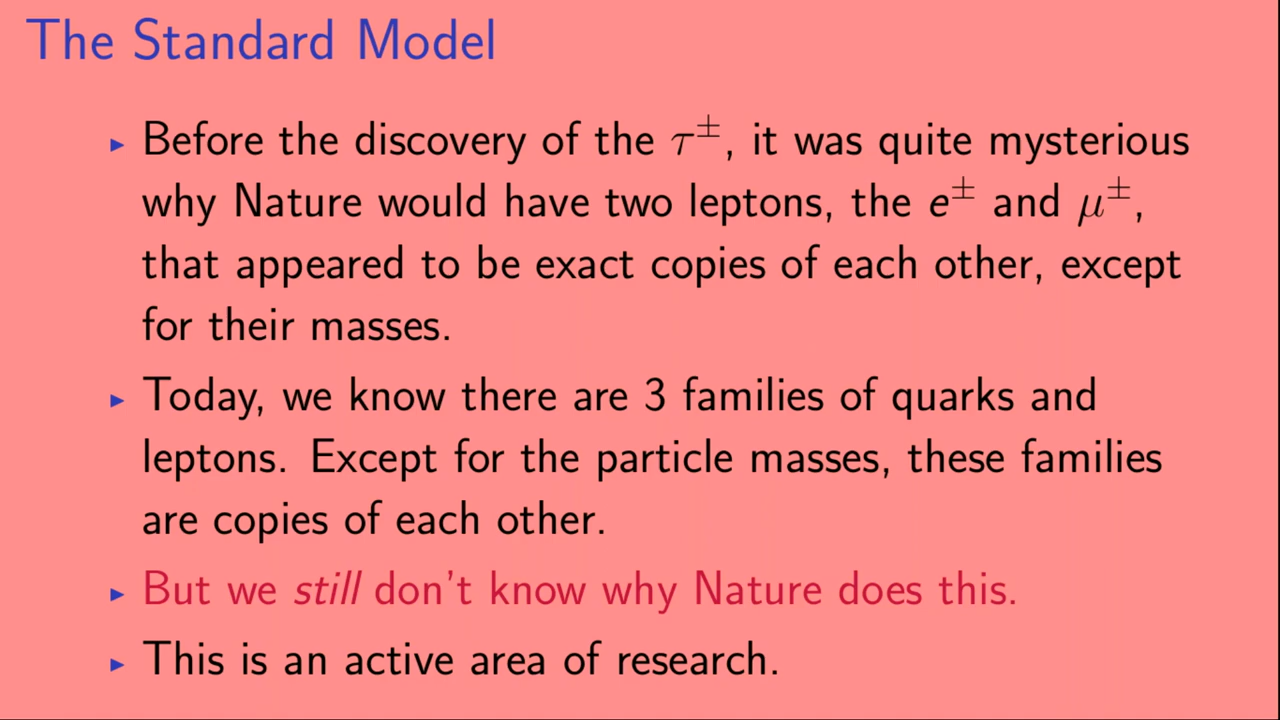 The Standard Model
▸ Before the discovery of the τ±, it was quite mysterious
why Nature would have two leptons, the e± and μ±,
that appeared to be exact copies of each other, except
for their masses.
▸ Today, we know there are 3 families of quarks and
leptons. Except for the particle masses, these families
are copies of each other.
▸ But we still don't know why Nature does this.
▸ This is an active area of research.